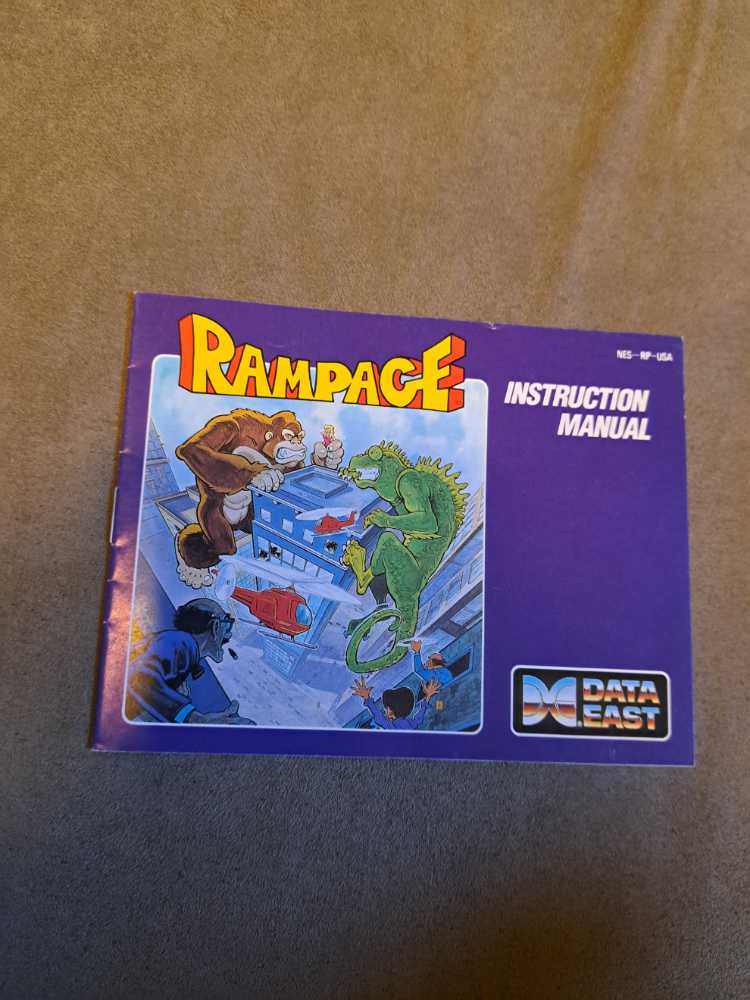 RAMPAGE
NES-RP-USA
INSTRUCTION
MANUAL
DATA
EAST